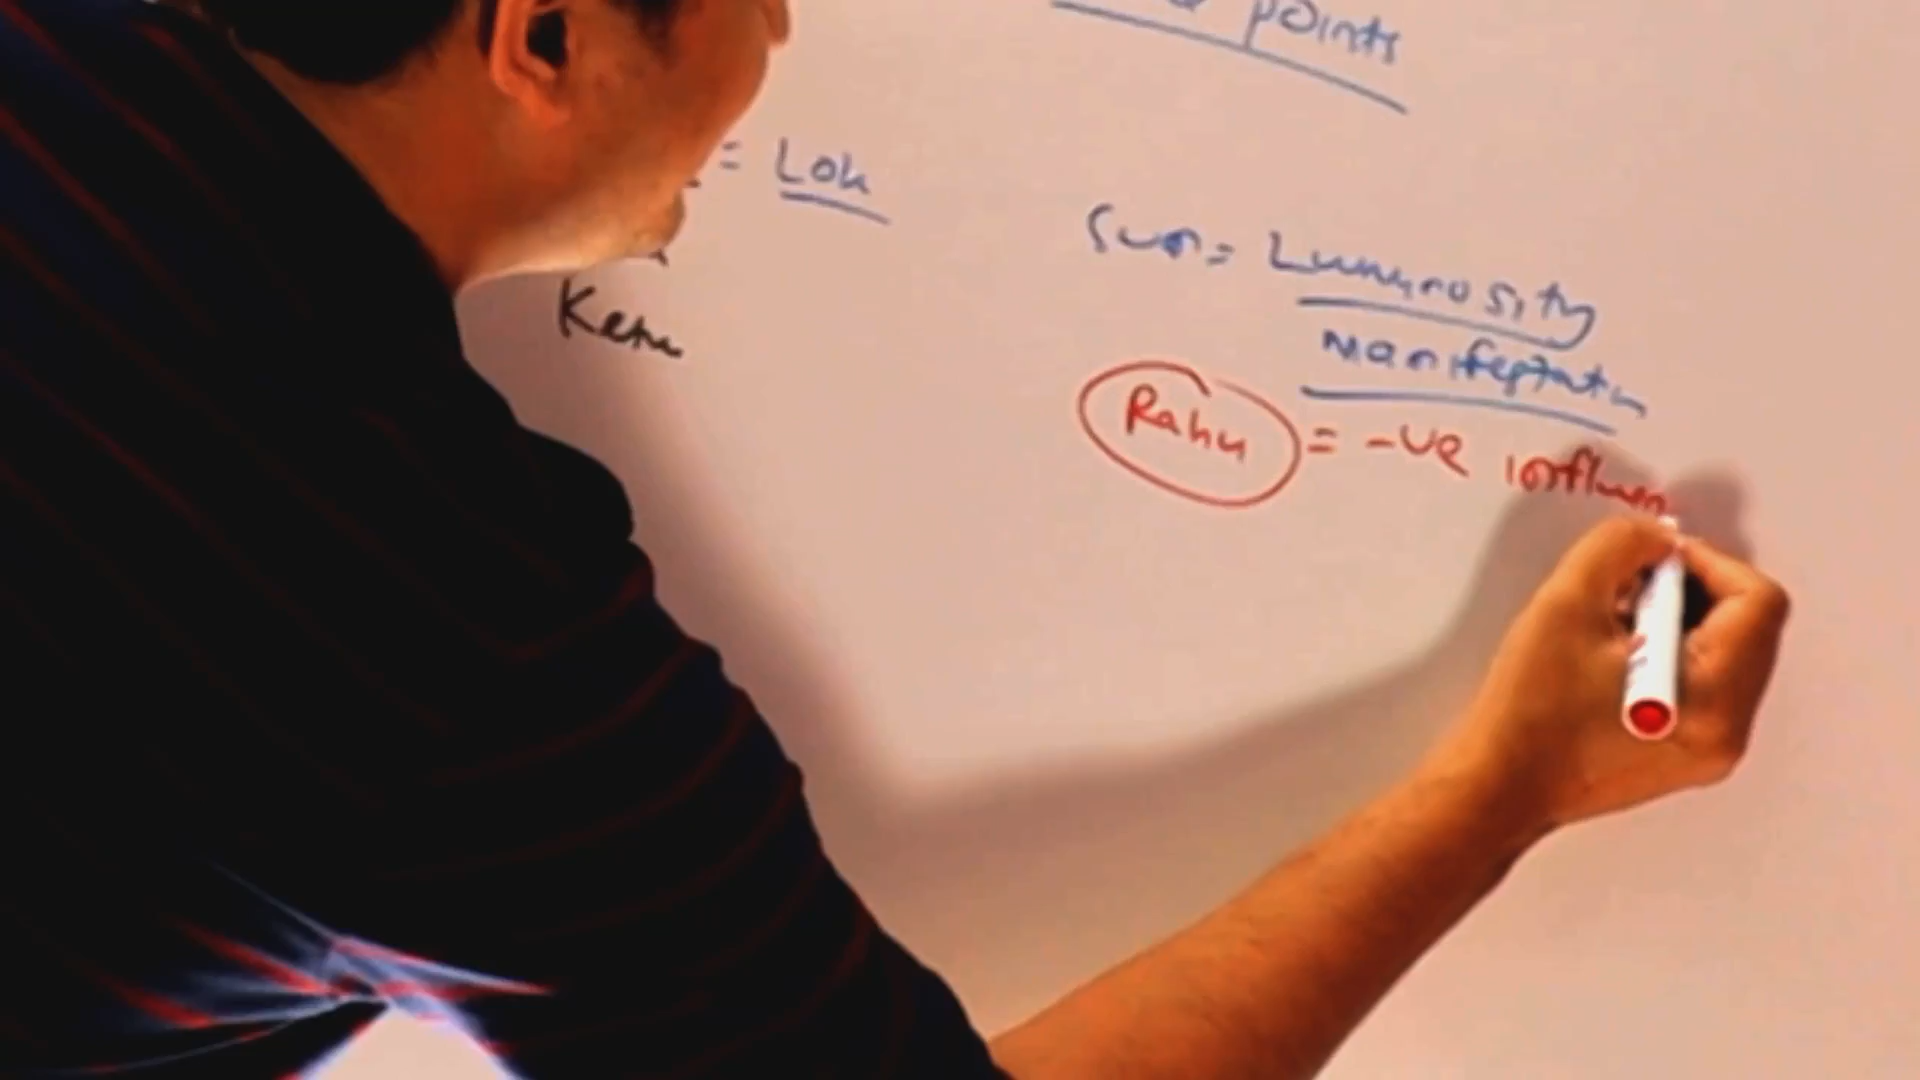 points
= Lok
Sun = Luminosity
Manifestation
Ketu
Rahu = -ve influen